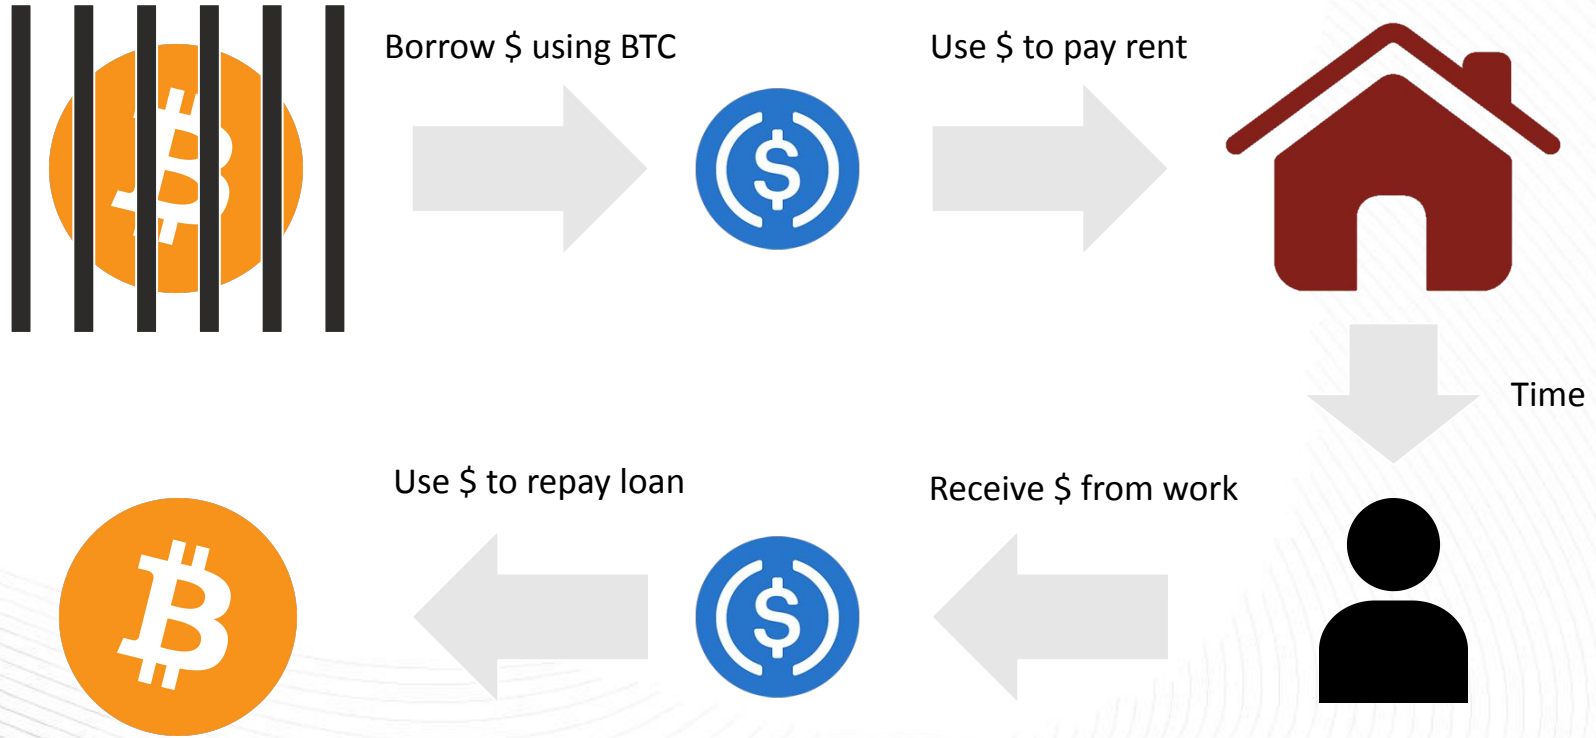 Borrow $ using BTC
Use $ to pay rent
Time
Receive $ from work
Use $ to repay loan